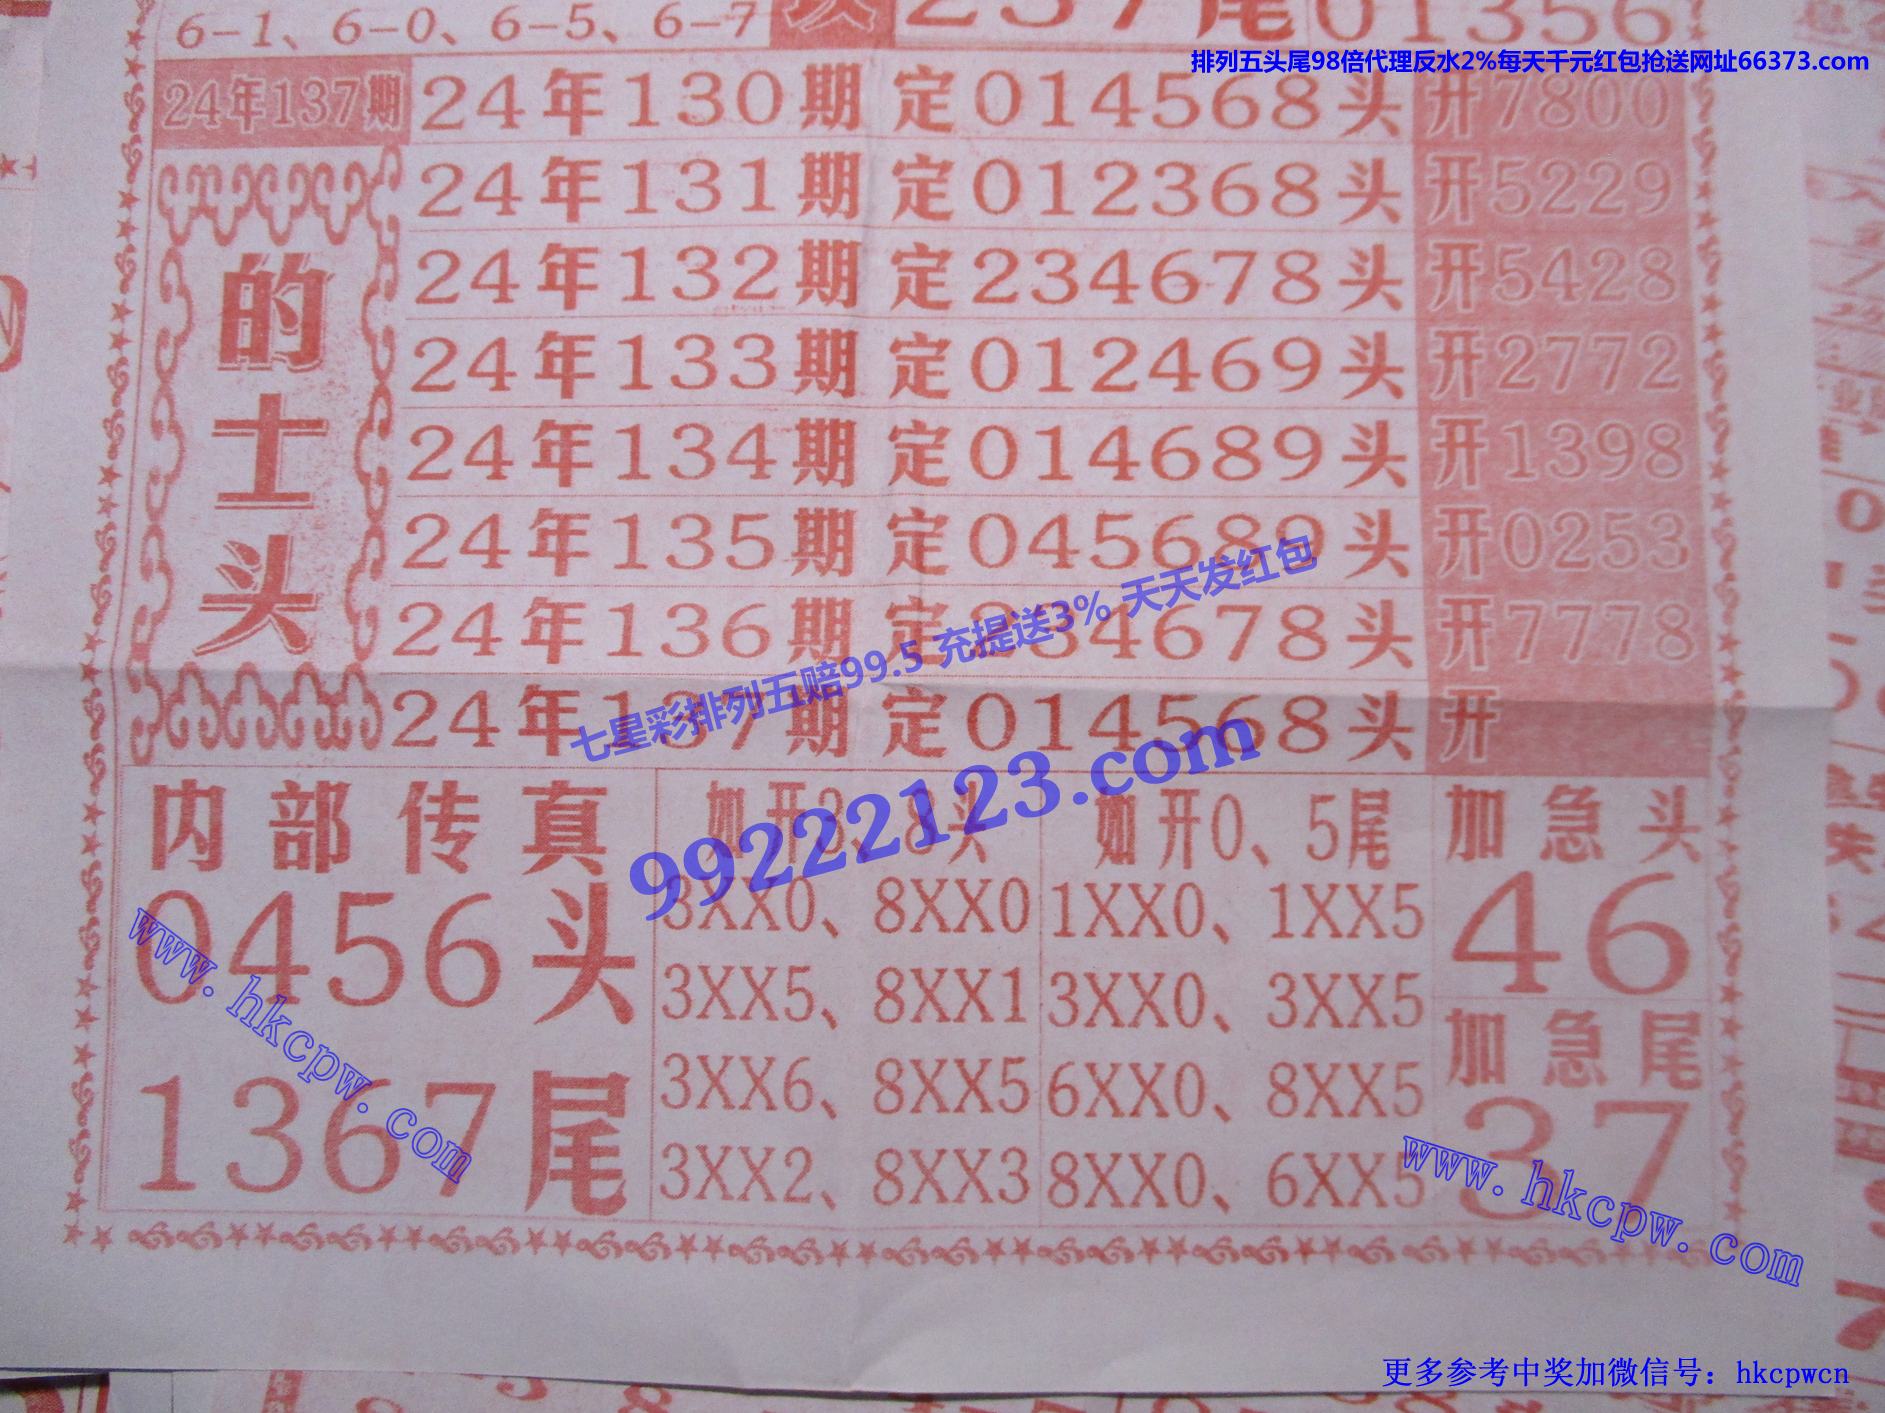 6-1、6-0、6-5、6-7
237尾
01356
排列五头尾98倍代理反水2%每天千元红包抢送网址66373.com
24年137期
的士头
24年130期 定014568头 开7800
24年131期 定012368头 开5229
24年132期 定234678头 开5428
24年133期 定012469头 开2772
24年134期 定014689头 开1398
24年135期 定045689头 开0253
24年136期 定234678头 开7778
24年137期 定014568头 开
七星彩排列五赔99.5 充提送3% 天天发红包
99222123.com
内部传真
0456头
1367尾
如开3、8头
3XX0、8XX0
3XX5、8XX1
3XX6、8XX5
3XX2、8XX3
如开0、5尾
1XX0、1XX5
3XX0、3XX5
6XX0、8XX5
8XX0、6XX5
加急头
46
加急尾
37
www.hkcpw.com
www.hkcpw.com
更多参考中奖加微信号：hkcpwcn